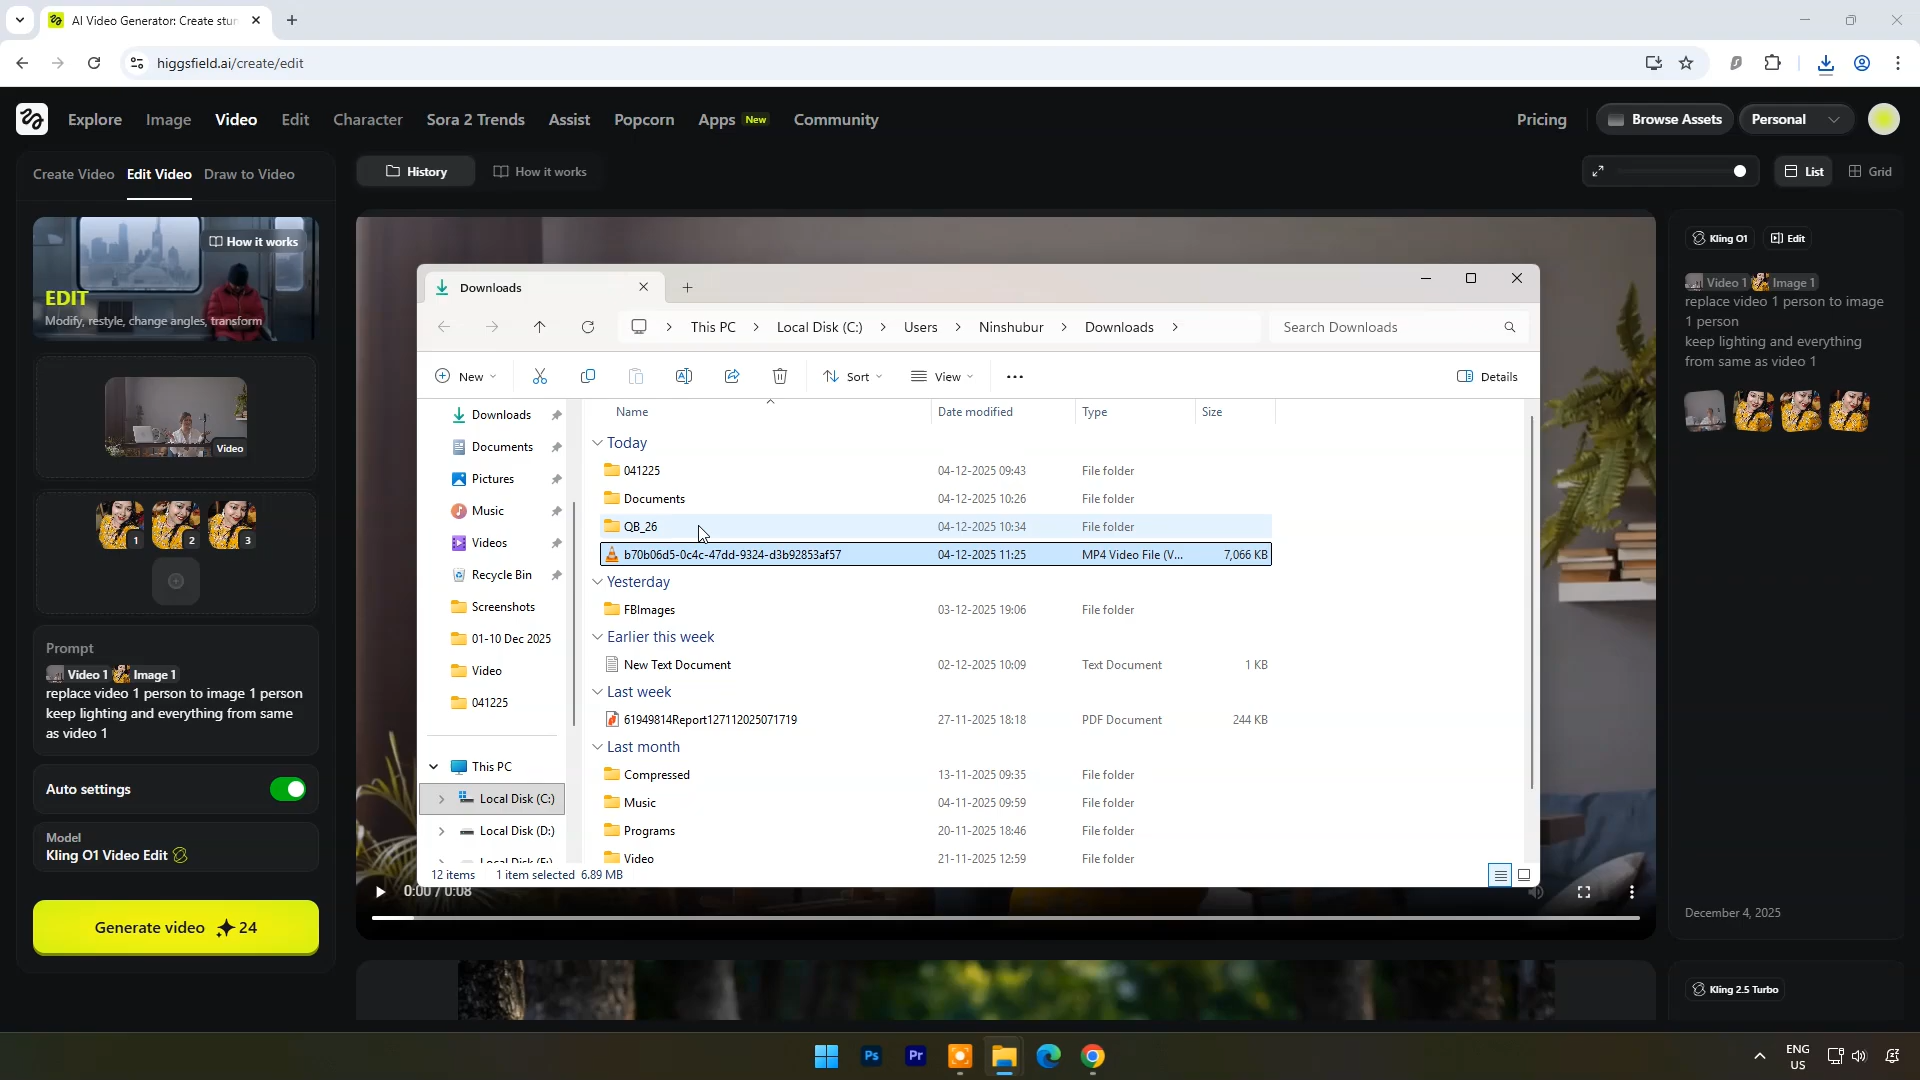 AI Video Generator: Create stun
higgsfield.ai/create/edit
Explore
Image
Video
Edit
Character
Sora 2 Trends
Assist
Popcorn
Apps New
Community
Pricing
Browse Assets
Personal
Create Video
Edit Video
Draw to Video
History
How it works
List
Grid
How it works
EDIT
Modify, restyle, change angles, transform
Video
1
2
3
Prompt
Video 1 Image 1
replace video 1 person to image 1 person
keep lighting and everything from same
as video 1
Auto settings
Model
Kling O1 Video Edit
Generate video 24
Downloads
This PC > Local Disk (C:) > Users > Ninshubur > Downloads >
Search Downloads
New
Sort
View
Details
Downloads
Documents
Pictures
Music
Videos
Recycle Bin
Screenshots
01-10 Dec 2025
Video
041225
This PC
Local Disk (C:)
Local Disk (D:)
Name Date modified Type Size
Today
041225 04-12-2025 09:43 File folder
Documents 04-12-2025 10:26 File folder
QB_26 04-12-2025 10:34 File folder
b70b06d5-0c4c-47dd-9324-d3b92853af57 04-12-2025 11:25 MP4 Video File (V... 7,066 KB
Yesterday
FBImages 03-12-2025 19:06 File folder
Earlier this week
New Text Document 02-12-2025 10:09 Text Document 1 KB
Last week
61949814Report127112025071719 27-11-2025 18:18 PDF Document 244 KB
Last month
Compressed 13-11-2025 09:35 File folder
Music 04-11-2025 09:59 File folder
Programs 20-11-2025 18:46 File folder
Video 21-11-2025 12:59 File folder
12 items 1 item selected 6.89 MB
0:00 / 0:08
Kling O1
Edit
Video 1 Image 1
replace video 1 person to image
1 person
keep lighting and everything
from same as video 1
December 4, 2025
Kling 2.5 Turbo
Ps
Pr
ENG
US